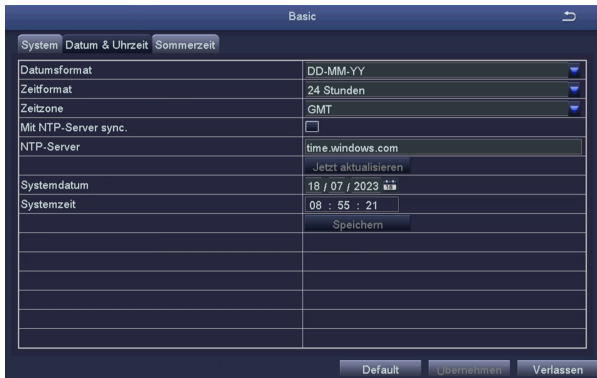 Basic
System Datum & Uhrzeit Sommerzeit
Datumsformat DD-MM-YY
Zeitformat 24 Stunden
Zeitzone GMT
Mit NTP-Server sync.
NTP-Server time.windows.com
Jetzt aktualisieren
Systemdatum 18 / 07 / 2023 18
Systemzeit 08 : 55 : 21
Speichern
Default Übernehmen Verlassen